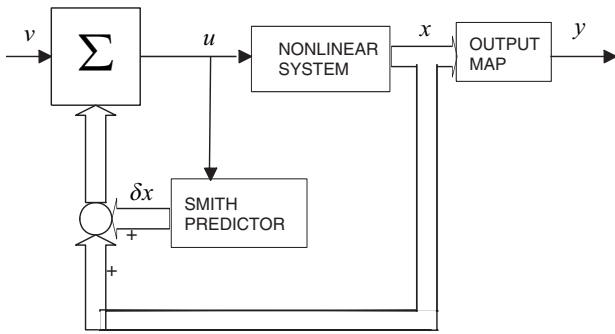 v
Σ
u
NONLINEAR
SYSTEM
x
OUTPUT
MAP
y
δx
+
SMITH
PREDICTOR
+